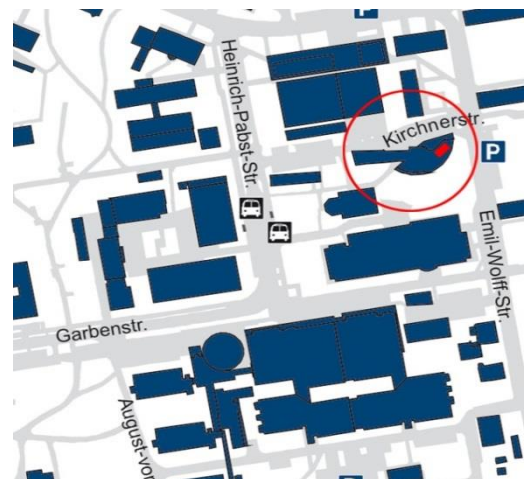 P
Heinrich-Pabst-Str.
Kirchnerstr.
P
Emil-Wolff-Str.
Garbenstr.
August-von